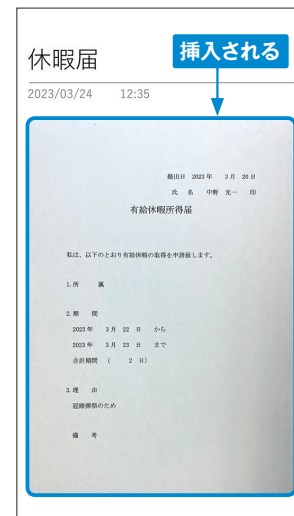 休暇届
挿入される
2023/03/24 12:35
提出日 2023年 3月 20日
氏 名 中野 光一 印
有給休暇所得届
私は、以下のとおり有給休暇の取得を申請致します。
1.所 属
2.期 間
2023年 3月 22 日 から
2023年 3月 23 日 まで
合計期間 ( 2 日)
3.理 由
冠婚葬祭のため
備 考